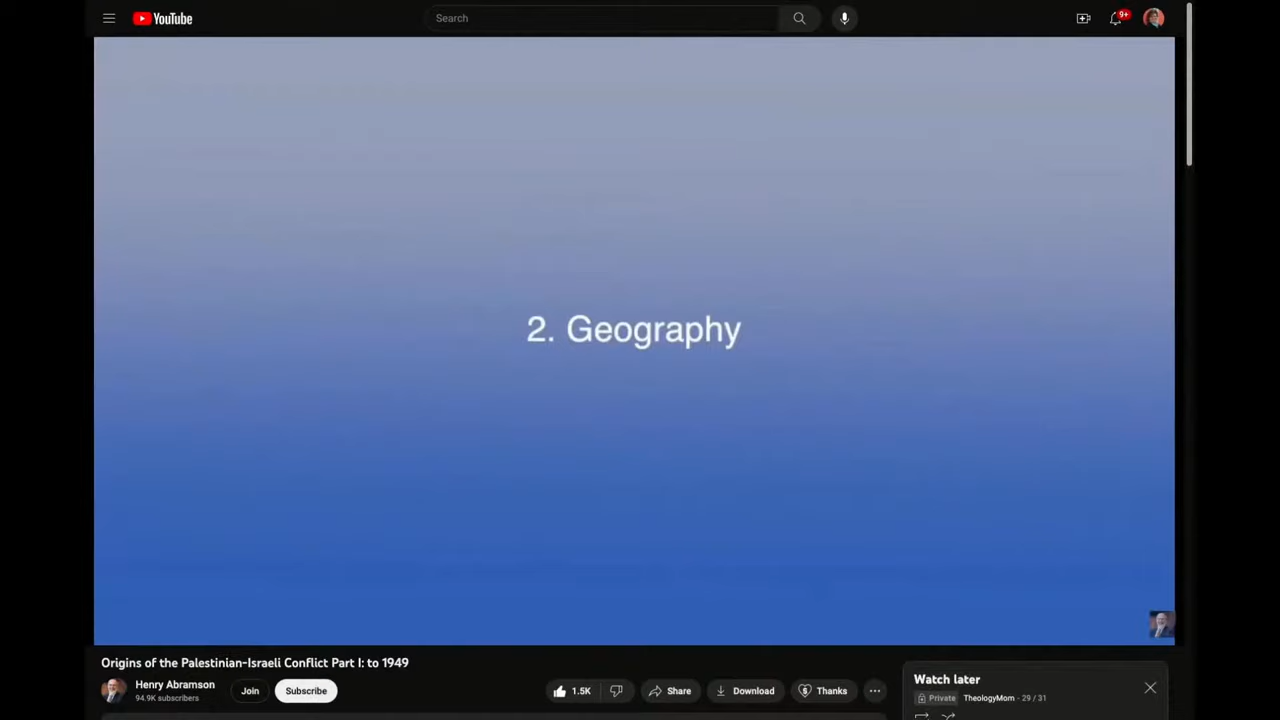 YouTube
Search
9+
2. Geography
Origins of the Palestinian-Israeli Conflict Part I: to 1949
Henry Abramson
94.9K subscribers
Join
Subscribe
1.5K
Share
Download
Thanks
Watch later
Private
TheologyMom - 29 / 31